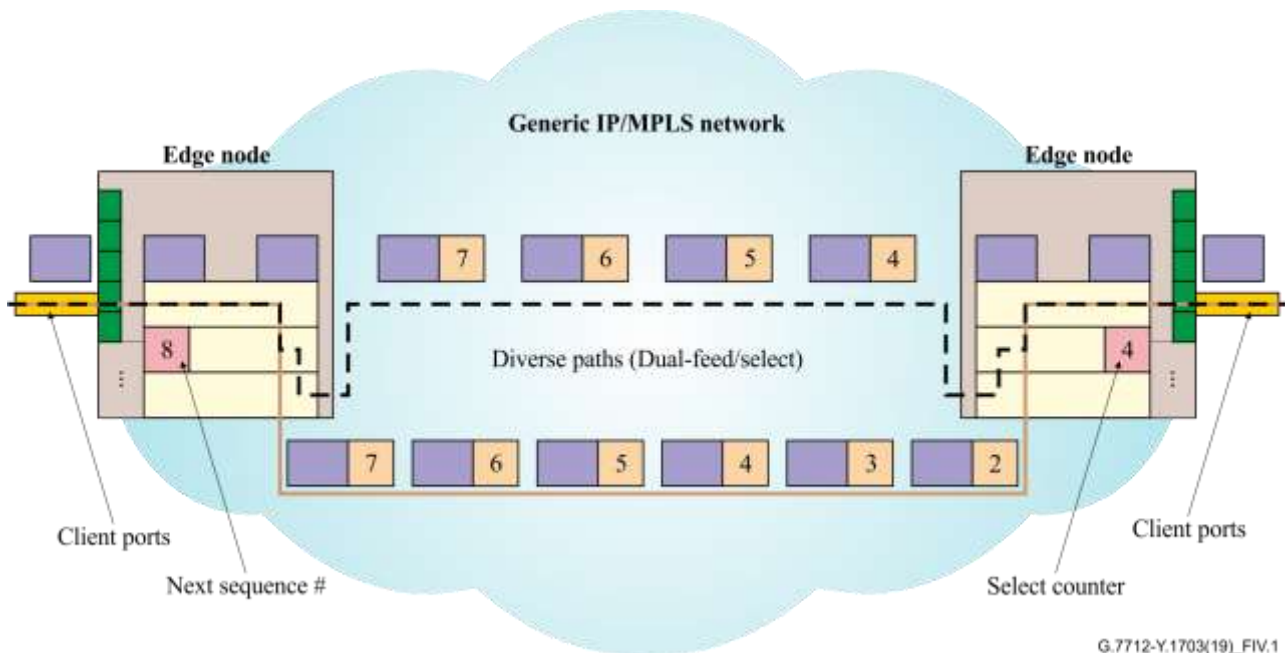 Generic IP/MPLS network
Edge node
Edge node
7 6 5 4
8
Diverse paths (Dual-feed/select)
4
...
...
7 6 5 4 3 2
Client ports
Client ports
Next sequence #
Select counter
G.7712-Y.1703(19)_FIV.1